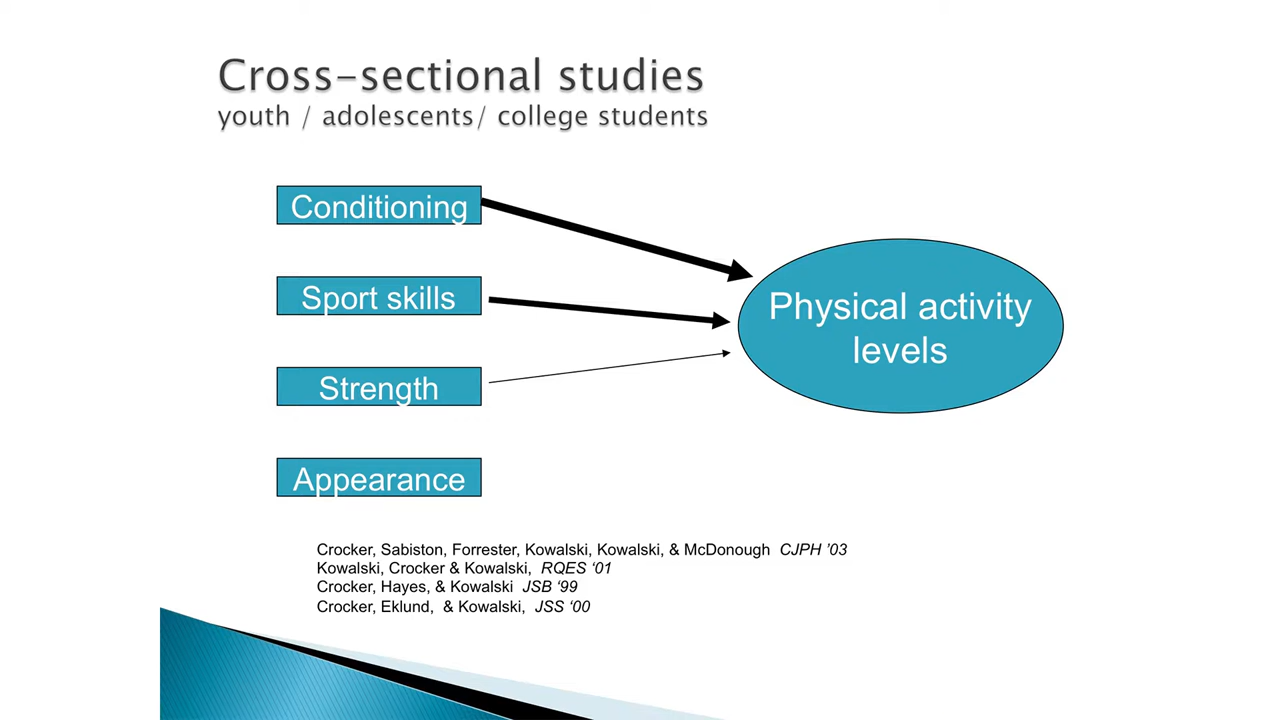 Cross-sectional studies
youth / adolescents/ college students
Conditioning
Sport skills
Strength
Appearance
Physical activity
levels
Crocker, Sabiston, Forrester, Kowalski, Kowalski, & McDonough CJPH ’03
Kowalski, Crocker & Kowalski, RQES ‘01
Crocker, Hayes, & Kowalski JSB ‘99
Crocker, Eklund, & Kowalski, JSS ‘00